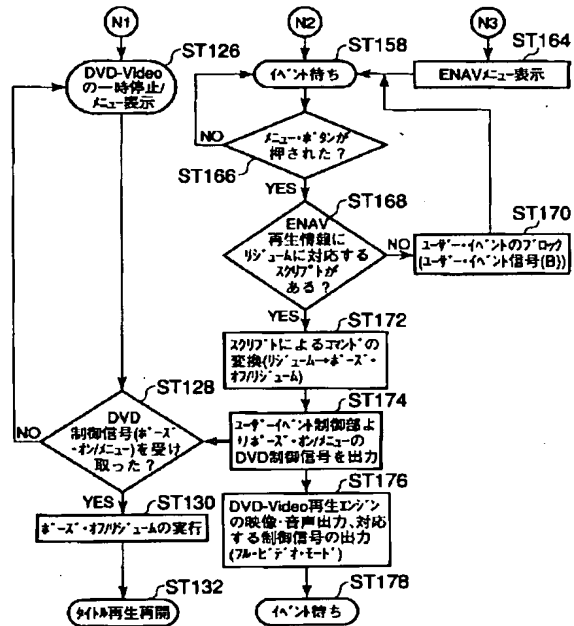 N1
N2
N3
ST126
DVD-Video
の一時停止/
メニュー表示
ST158
イベント待ち
ST164
ENAVメニュー表示
NO
メニュー・ボタンが
押された?
ST166
YES
ST168
ENAV
再生情報に
リジュームに対応する
スクリプトが
ある?
NO
ST170
ユーザー・イベントのブロック
(ユーザー・イベント信号(B))
YES
ST172
スクリプトによるコマンドの
変換(リジューム→ポーズ・
オフ/リジューム)
ST128
DVD
制御信号(ポーズ
・オン/メニュー)を受け
取った?
NO
ST174
ユーザーイベント制御部よ
りポーズ・オン/メニューの
DVD制御信号を出力
YES
ST130
ポーズ・オフ/リジュームの実行
ST176
DVD-Video再生エンジン
の映像・音声出力、対応
する制御信号の出力
(フル・ビデオ・モード)
ST132
タイトル再生再開
ST178
イベント待ち